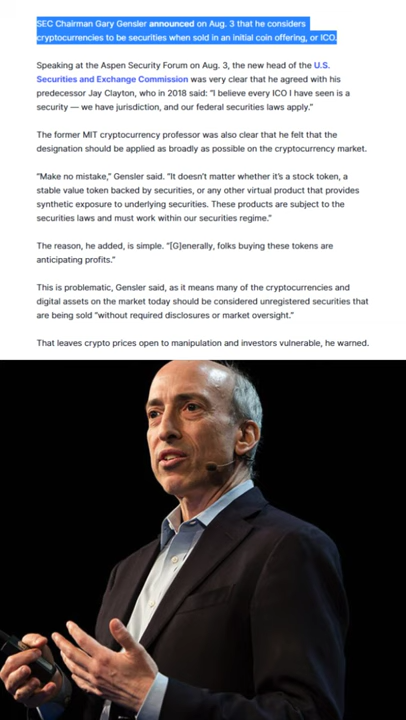 SEC Chairman Gary Gensler announced on Aug. 3 that he considers
cryptocurrencies to be securities when sold in an initial coin offering, or ICO.
Speaking at the Aspen Security Forum on Aug. 3, the new head of the U.S.
Securities and Exchange Commission was very clear that he agreed with his
predecessor Jay Clayton, who in 2018 said: “I believe every ICO I have seen is a
security — we have jurisdiction, and our federal securities laws apply.”
The former MIT cryptocurrency professor was also clear that he felt that the
designation should be applied as broadly as possible on the cryptocurrency market.
“Make no mistake,” Gensler said. “It doesn’t matter whether it’s a stock token, a
stable value token backed by securities, or any other virtual product that provides
synthetic exposure to underlying securities. These products are subject to the
securities laws and must work within our securities regime.”
The reason, he added, is simple. “[G]enerally, folks buying these tokens are
anticipating profits.”
This is problematic, Gensler said, as it means many of the cryptocurrencies and
digital assets on the market today should be considered unregistered securities that
are being sold “without required disclosures or market oversight.”
That leaves crypto prices open to manipulation and investors vulnerable, he warned.